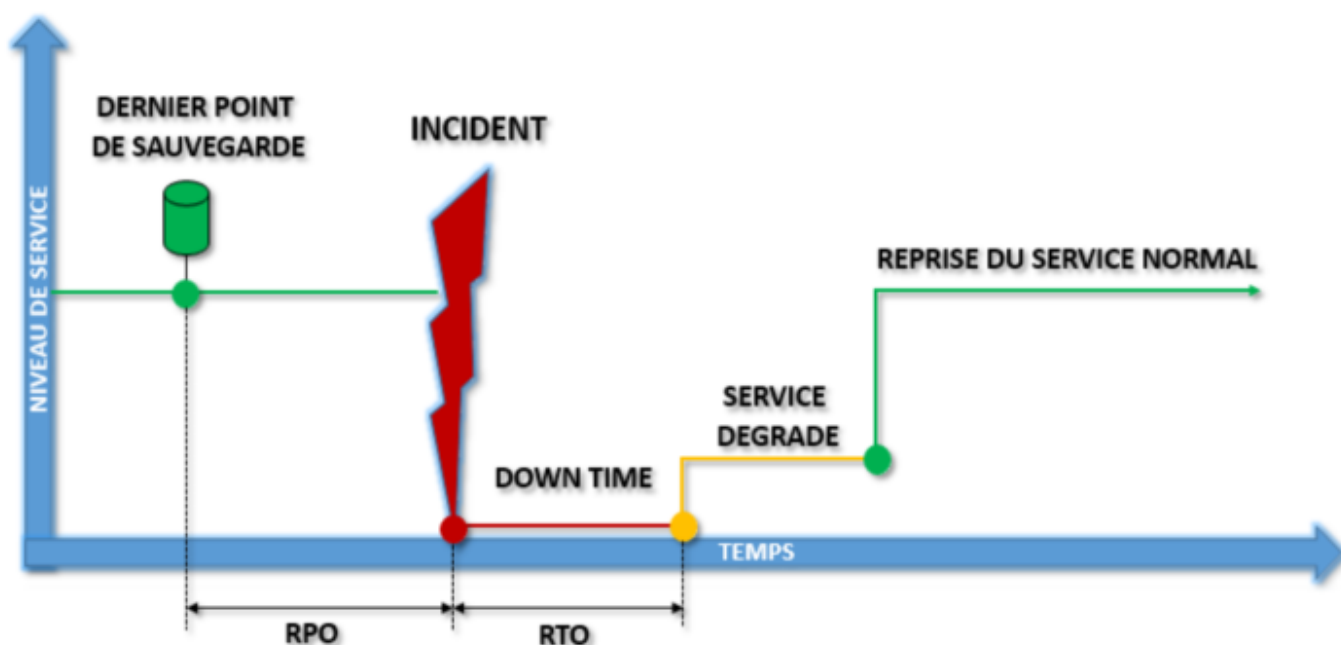 DERNIER POINT
DE SAUVEGARDE
INCIDENT
NIVEAU DE SERVICE
REPRISE DU SERVICE NORMAL
SERVICE
DEGRADE
DOWN TIME
TEMPS
RPO
RTO